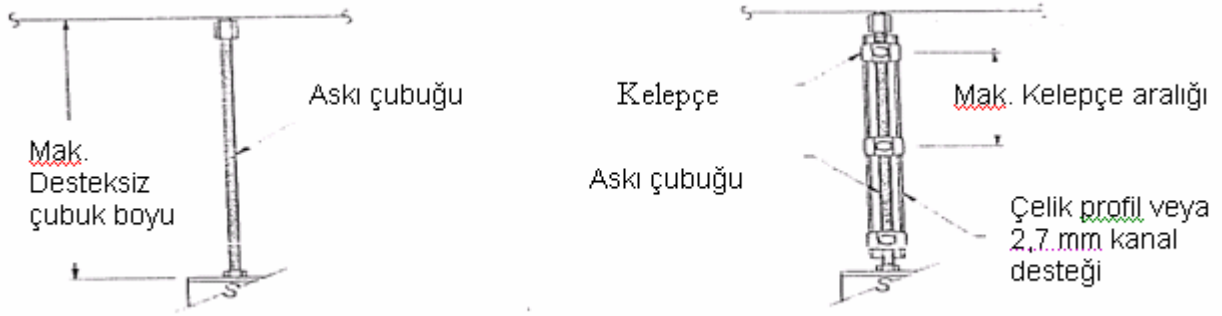 Askı çubuğu
Mak.
Desteksiz
çubuk boyu
S
Kelepçe
Mak. Kelepçe aralığı
Askı çubuğu
Çelik profil veya
2,7 mm kanal
desteği
S